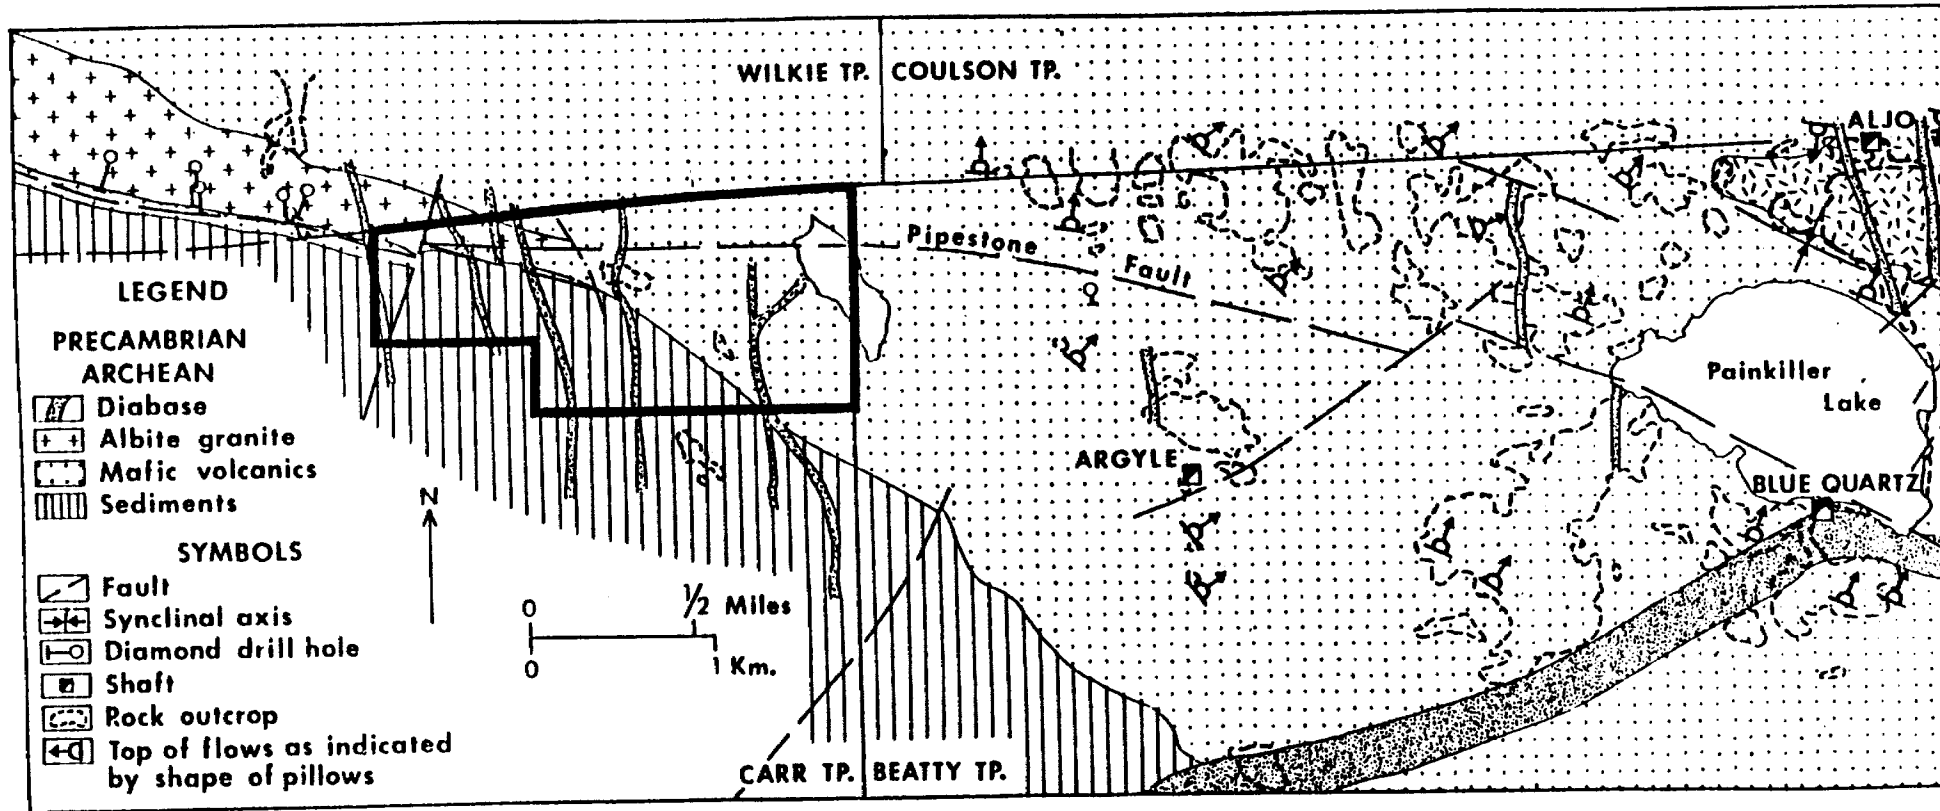 WILKIE TP. COULSON TP.
ALJO
Pipestone Fault
Painkiller
Lake
ARGYLE
BLUE QUARTZ
LEGEND
PRECAMBRIAN
ARCHEAN
Diabase
Albite granite
Mafic volcanics
Sediments
N
SYMBOLS
Fault
Synclinal axis
Diamond drill hole
Shaft
Rock outcrop
Top of flows as indicated
by shape of pillows
0 1/2 Miles
0 1 Km.
CARR TP. BEATTY TP.